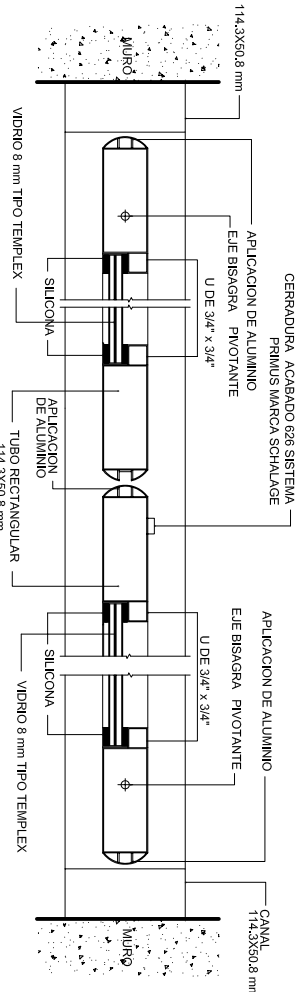 114.3X50.8 mm
APLICACION DE ALUMINIO
EJE BISAGRA PIVOTANTE
U DE 3/4" x 3/4"
CERRADURA ACABADO 626 SISTEMA
PRIMUS MARCA SCHALAGE
APLICACION DE ALUMINIO
EJE BISAGRA PIVOTANTE
U DE 3/4" x 3/4"
CANAL
114.3X50.8 mm
MURO
MURO
SILICONA
VIDRIO 8 mm TIPO TEMPLEX
APLICACION
DE ALUMINIO
TUBO RECTANGULAR
114.3X50.8 mm
SILICONA
VIDRIO 8 mm TIPO TEMPLEX